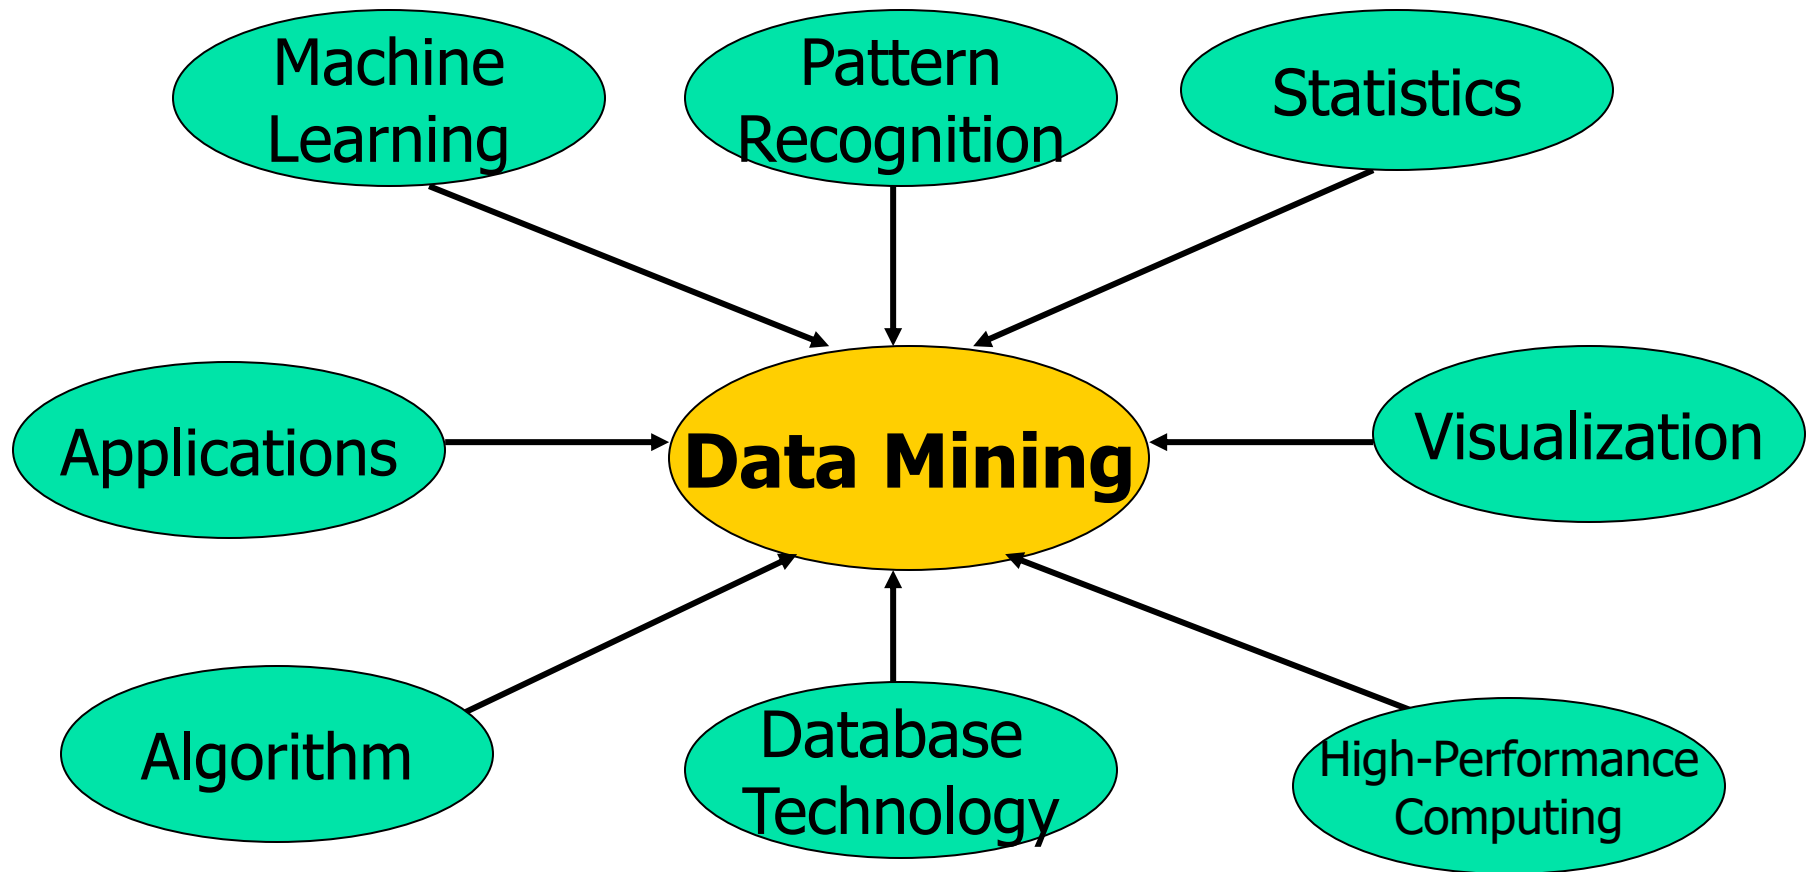 Machine
Learning
Pattern
Recognition
Statistics
Applications
Data Mining
Visualization
Algorithm
Database
Technology
High-Performance
Computing